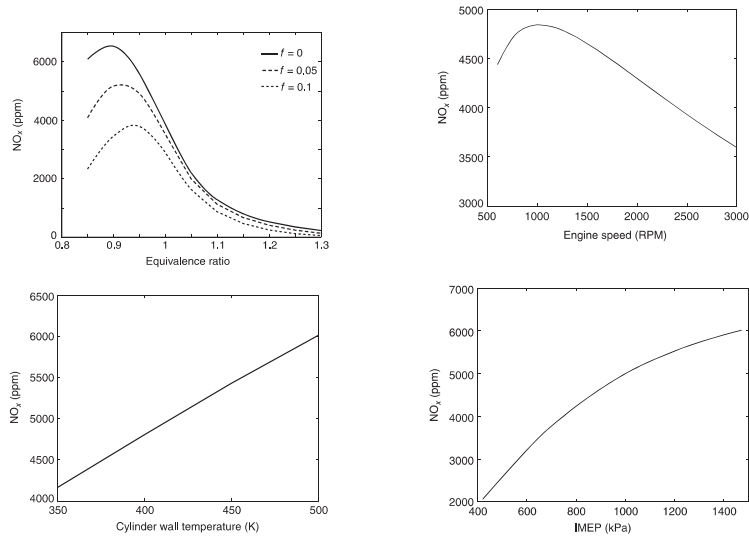 6000
4000
2000
0
NOx (ppm)
f = 0
f = 0.05
f = 0.1
0.8 0.9 1 1.1 1.2 1.3
Equivalence ratio
5000
4500
4000
3500
3000
NOx (ppm)
500 1000 1500 2000 2500 3000
Engine speed (RPM)
6500
6000
5500
5000
4500
4000
NOx (ppm)
350 400 450 500
Cylinder wall temperature (K)
7000
6000
5000
4000
3000
2000
NOx (ppm)
400 600 800 1000 1200 1400
IMEP (kPa)